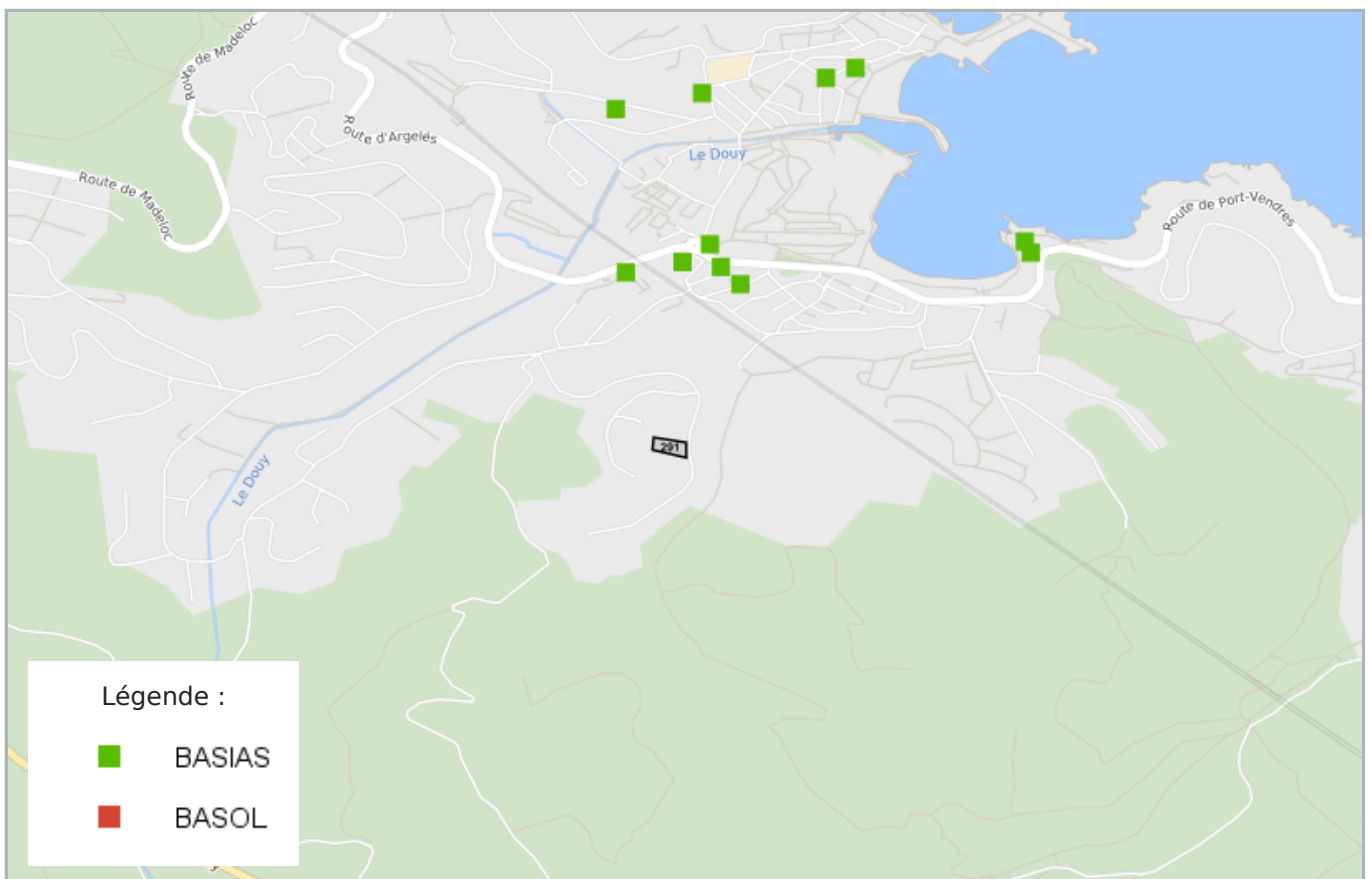 Route de Madeloc
Route d'Argelés
Le Douy
Route de Madeloc
Route de Port-Vendres
291
Le Douy
Légende :
BASIAS
BASOL